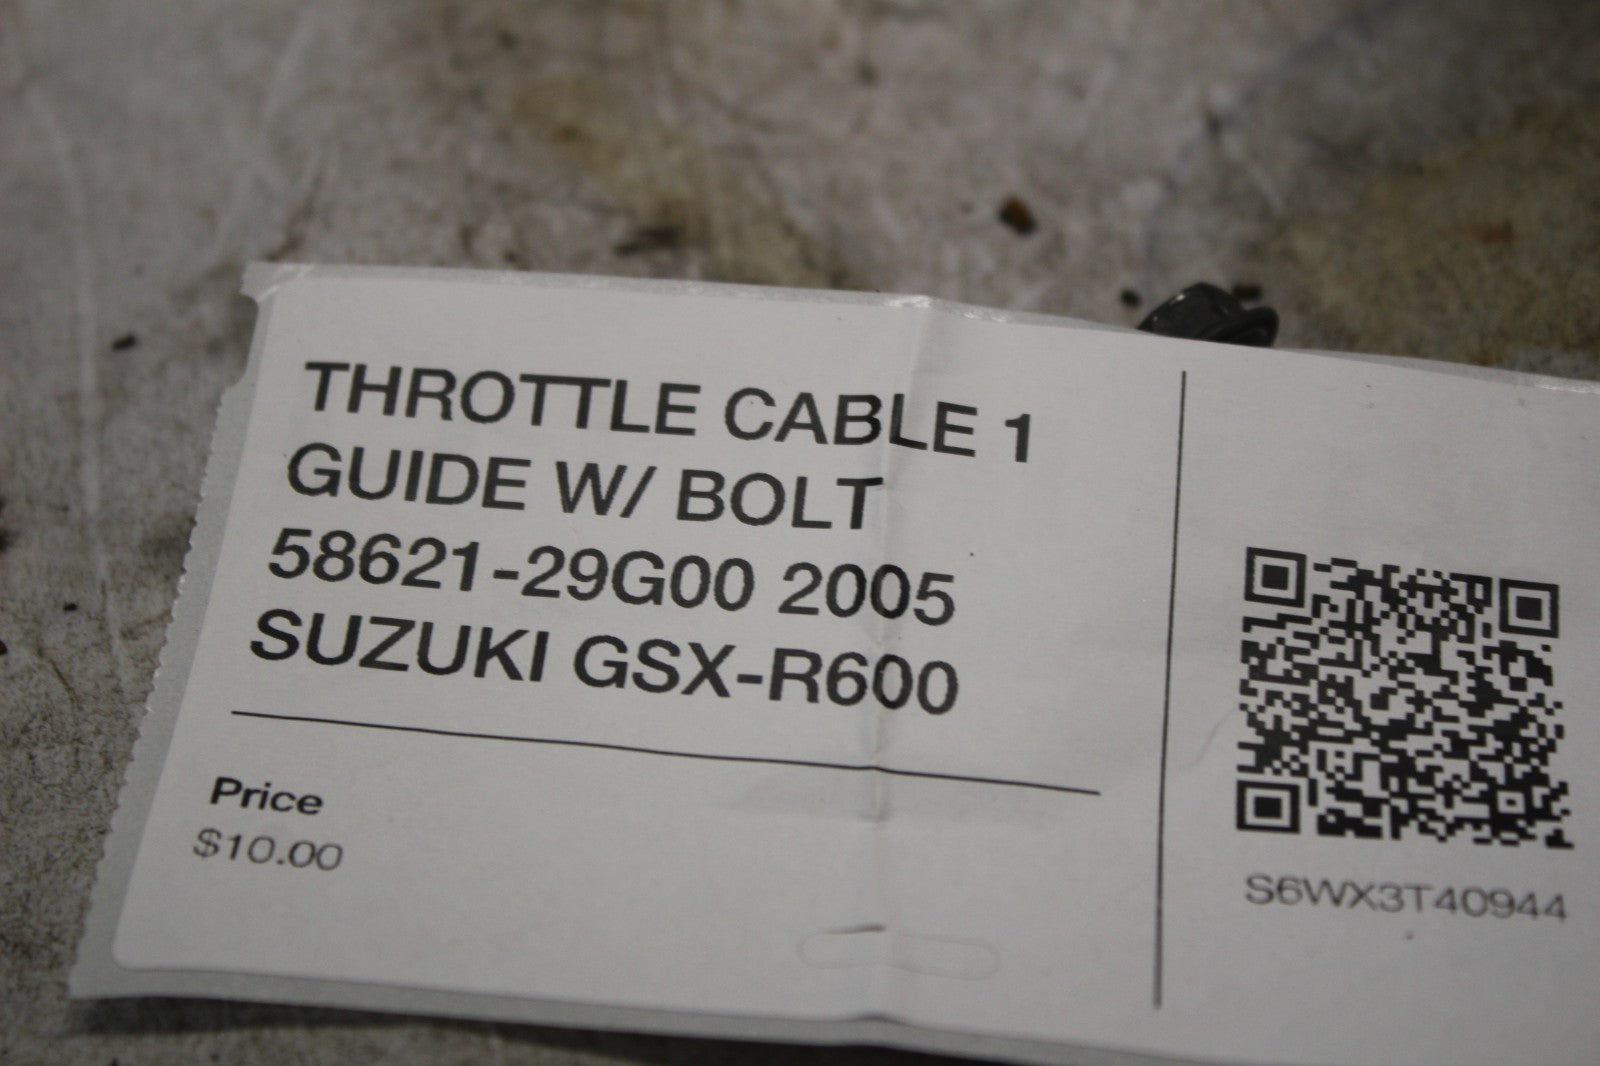 THROTTLE CABLE 1
GUIDE W/ BOLT
58621-29G00 2005
SUZUKI GSX-R600
Price
$10.00
S6WX3T40944